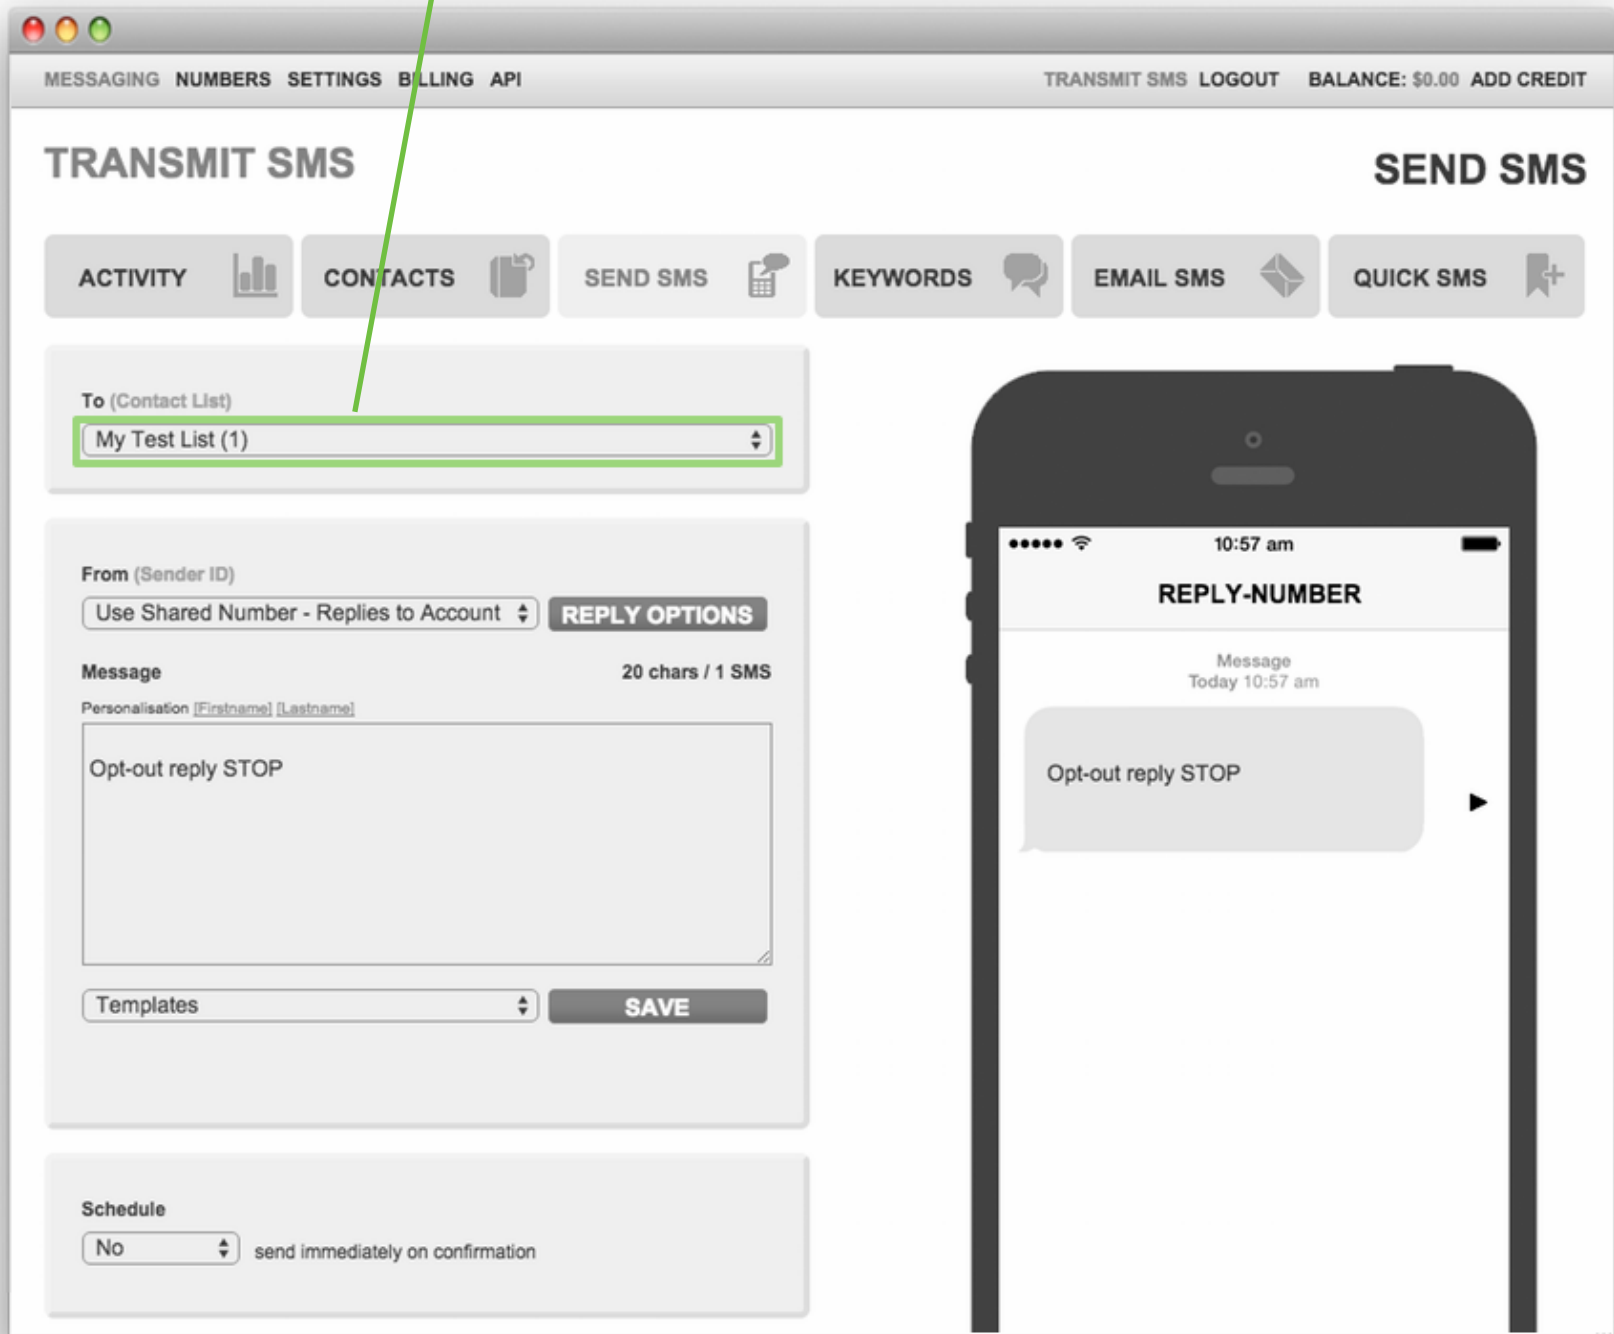 MESSAGING NUMBERS SETTINGS BILLING API
TRANSMIT SMS LOGOUT BALANCE: $0.00 ADD CREDIT
TRANSMIT SMS
SEND SMS
ACTIVITY
CONTACTS
SEND SMS
KEYWORDS
EMAIL SMS
QUICK SMS
To (Contact List)
My Test List (1)
From (Sender ID)
Use Shared Number - Replies to Account
REPLY OPTIONS
Message
20 chars / 1 SMS
Personalisation [Firstname] [Lastname]
Opt-out reply STOP
Templates
SAVE
Schedule
No
send immediately on confirmation
10:57 am
REPLY-NUMBER
Message
Today 10:57 am
Opt-out reply STOP